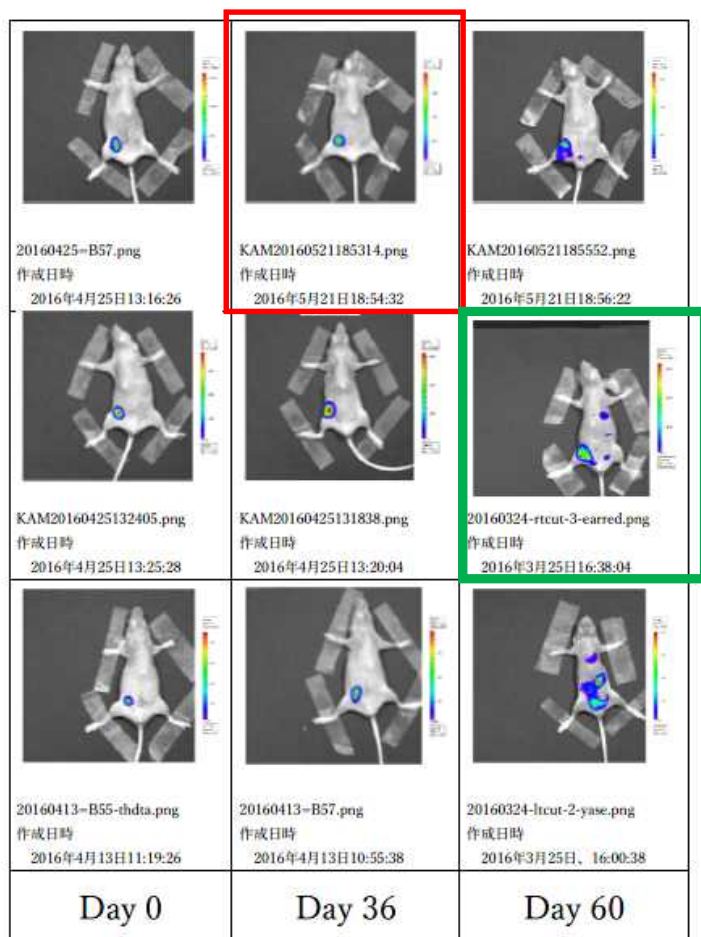 20160425=B57.png
作成日時
2016年4月25日13:16:26
KAM20160521185314.png
作成日時
2016年5月21日18:54:32
KAM20160521185552.png
作成日時
2016年5月21日18:56:22
KAM20160425132405.png
作成日時
2016年4月25日13:25:28
KAM20160425131838.png
作成日時
2016年4月25日13:20:04
20160324-rtcut-3-earred.png
作成日時
2016年3月25日16:38:04
20160413=B55-thdta.png
作成日時
2016年4月13日11:19:26
20160413=B57.png
作成日時
2016年4月13日10:55:38
20160324-ltcut-2-yase.png
作成日時
2016年3月25日、16:00:38
Day 0
Day 36
Day 60